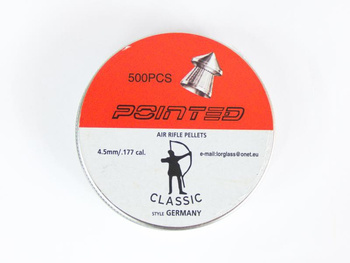 500PCS
POINTED
AIR RIFLE PELLETS
4.5mm/.177 cal.
e-mail:lorglass@onet.eu
CLASSIC
STYLE GERMANY